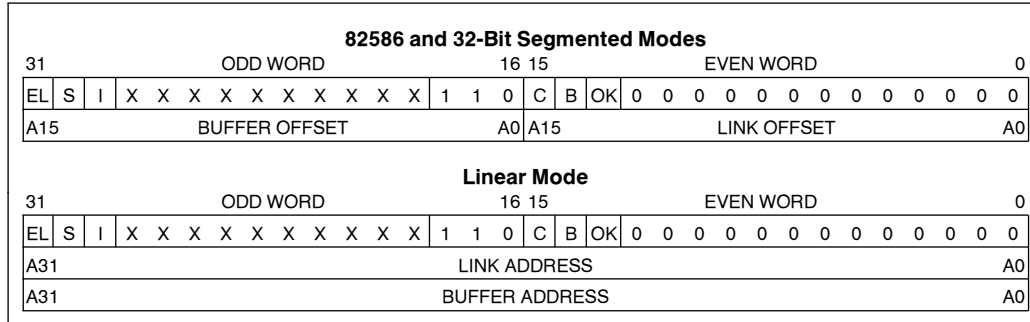 82586 and 32-Bit Segmented Modes
31 ODD WORD 16 15 EVEN WORD 0
EL S I X X X X X X X X X X 1 1 0 C B OK 0 0 0 0 0 0 0 0 0 0 0 0 0
A15 BUFFER OFFSET A0 A15 LINK OFFSET A0
Linear Mode
31 ODD WORD 16 15 EVEN WORD 0
EL S I X X X X X X X X X X 1 1 0 C B OK 0 0 0 0 0 0 0 0 0 0 0 0 0
A31 LINK ADDRESS A0
A31 BUFFER ADDRESS A0